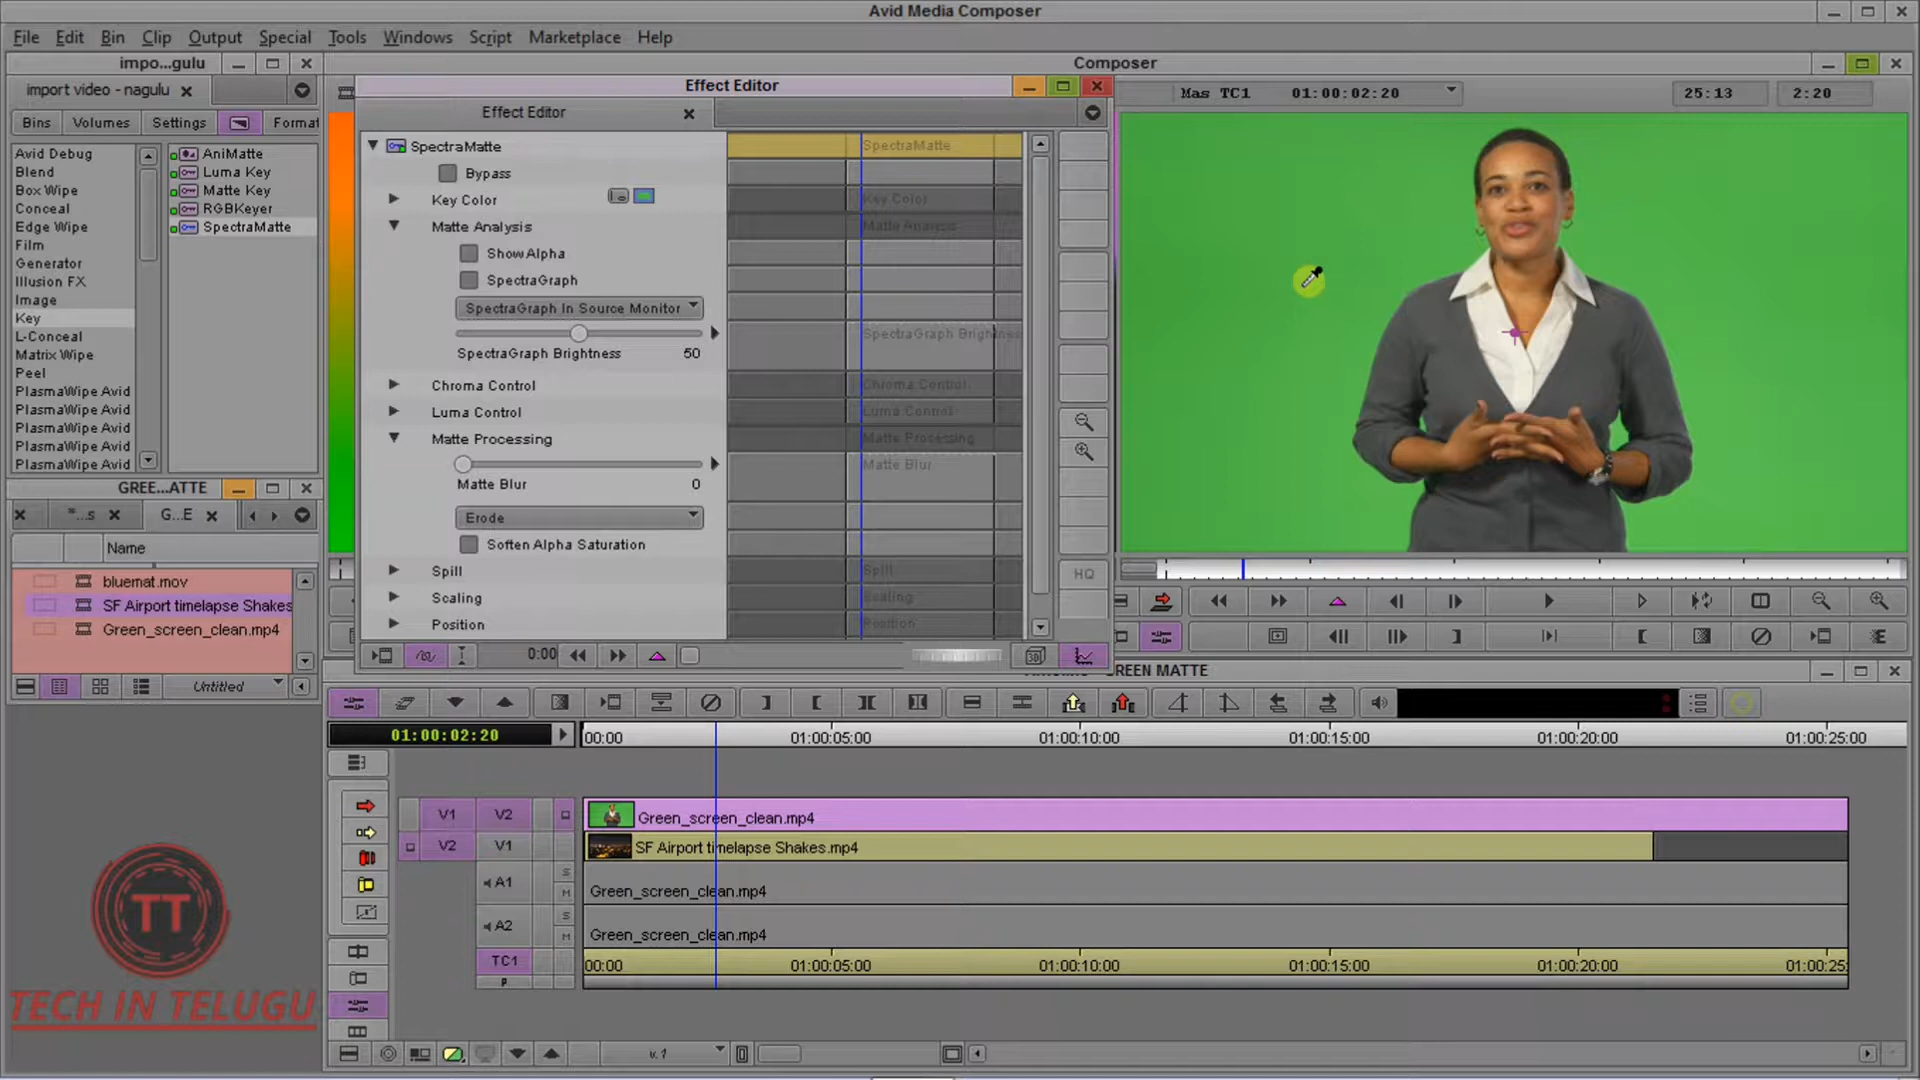 Avid Media Composer
File Edit Bin Clip Output Special Tools Windows Script Marketplace Help
impo...gulu
import video - nagulu
Bins Volumes Settings Format
Avid Debug
Blend
Box Wipe
Conceal
Edge Wipe
Film
Generator
Illusion FX
Image
Key
L-Conceal
Matrix Wipe
Peel
PlasmaWipe Avid
PlasmaWipe Avid
PlasmaWipe Avid
PlasmaWipe Avid
PlasmaWipe Avid
AniMatte
Luma Key
Matte Key
RGBKeyer
SpectraMatte
GREE...ATTE
"...s
G...E
Name
bluemat.mov
SF Airport timelapse Shakes
Green_screen_clean.mp4
Untitled
Effect Editor
Effect Editor
SpectraMatte
Bypass
Key Color
Matte Analysis
Show Alpha
SpectraGraph
SpectraGraph In Source Monitor
SpectraGraph Brightness 50
Chroma Control
Luma Control
Matte Processing
Matte Blur 0
Erode
Soften Alpha Saturation
Spill
Scaling
Position
0:00
SpectraMatte
Key Color
Matte Analysis
SpectraGraph Brightness
Chroma Control
Luma Control
Matte Processing
Matte Blur
Spill
Scaling
Position
HQ
3D
Composer
Mas TC1 01:00:02:20 25:13 2:20
GREEN MATTE
01:00:02:20
00:00 01:00:05:00 01:00:10:00 01:00:15:00 01:00:20:00 01:00:25:00
V1 V2 Green_screen_clean.mp4
V2 V1 SF Airport timelapse Shakes.mp4
A1 S M Green_screen_clean.mp4
A2 S M Green_screen_clean.mp4
TC1 00:00 01:00:05:00 01:00:10:00 01:00:15:00 01:00:20:00 01:00:25:
v.1
TT
TECH IN TELUGU